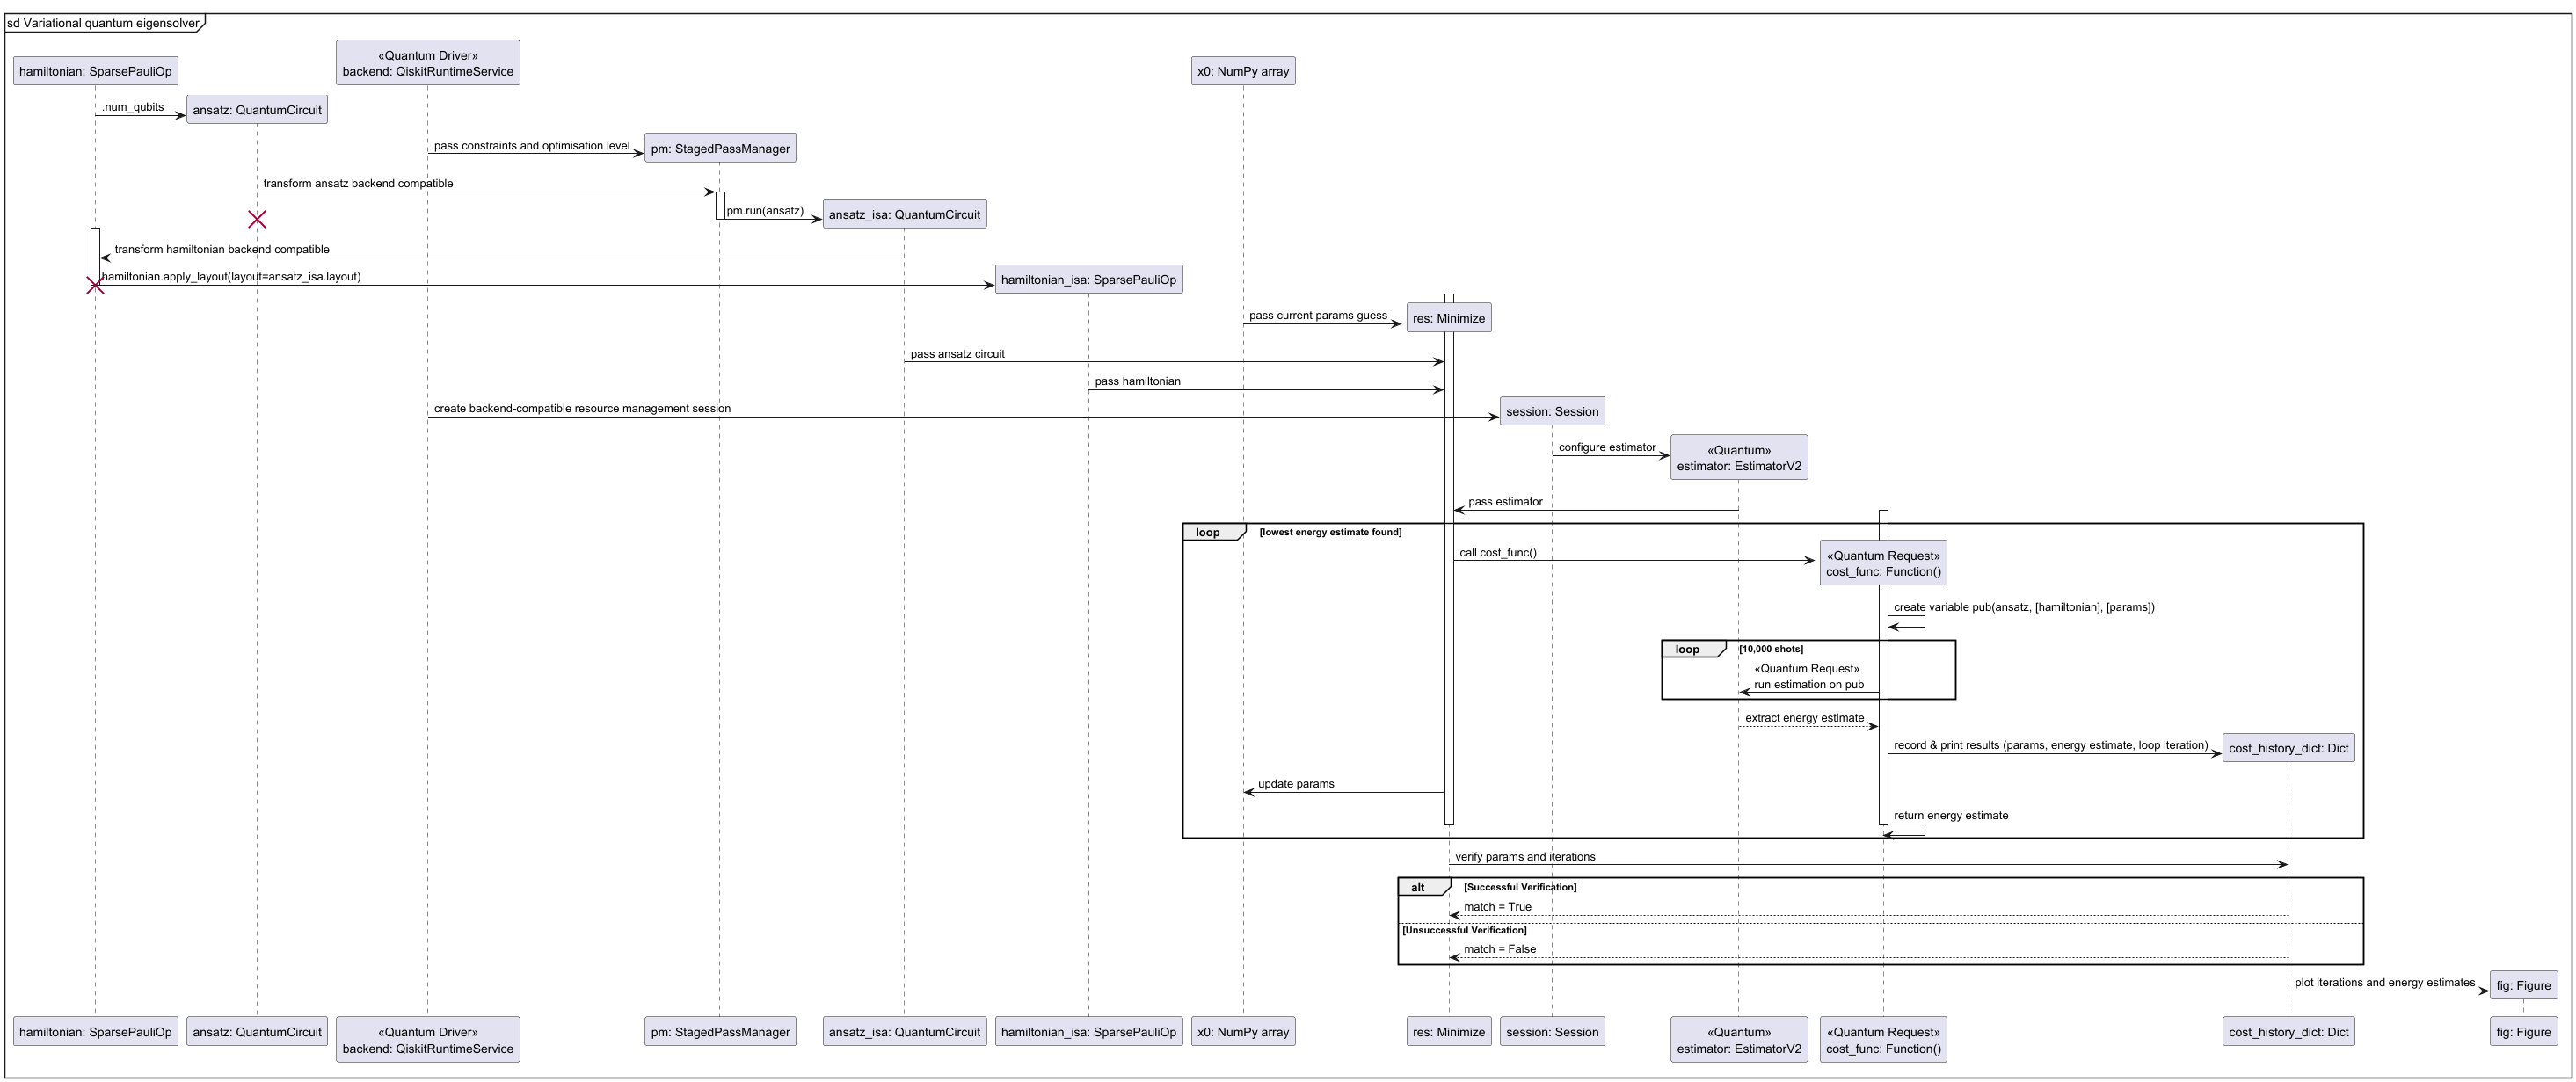 sd Variational quantum eigensolver
«Quantum Driver»
hamiltonian: SparsePauliOp
backend: QiskitRuntimeService
x0: NumPy array
.num_qubits
ansatz: QuantumCircuit
pass constraints and optimisation level
pm: StagedPassManager
transform ansatz backend compatible
pm.run(ansatz)
ansatz_isa: QuantumCircuit
transform hamiltonian backend compatible
hamiltonian.apply_layout(layout=ansatz_isa.layout)
hamiltonian_isa: SparsePauliOp
pass current params guess
res: Minimize
pass ansatz circuit
pass hamiltonian
create backend-compatible resource management session
session: Session
configure estimator
«Quantum»
estimator: EstimatorV2
pass estimator
loop
[lowest energy estimate found]
call cost_func()
«Quantum Request»
cost_func: Function()
create variable pub(ansatz, [hamiltonian], [params])
loop
[10,000 shots]
«Quantum Request»
run estimation on pub
extract energy estimate
record & print results (params, energy estimate, loop iteration)
cost_history_dict: Dict
update params
return energy estimate
verify params and iterations
alt
[Successful Verification]
match = True
[Unsuccessful Verification]
match = False
plot iterations and energy estimates
fig: Figure
hamiltonian: SparsePauliOp
ansatz: QuantumCircuit
«Quantum Driver»
backend: QiskitRuntimeService
pm: StagedPassManager
ansatz_isa: QuantumCircuit
hamiltonian_isa: SparsePauliOp
x0: NumPy array
res: Minimize
session: Session
«Quantum»
estimator: EstimatorV2
«Quantum Request»
cost_func: Function()
cost_history_dict: Dict
fig: Figure